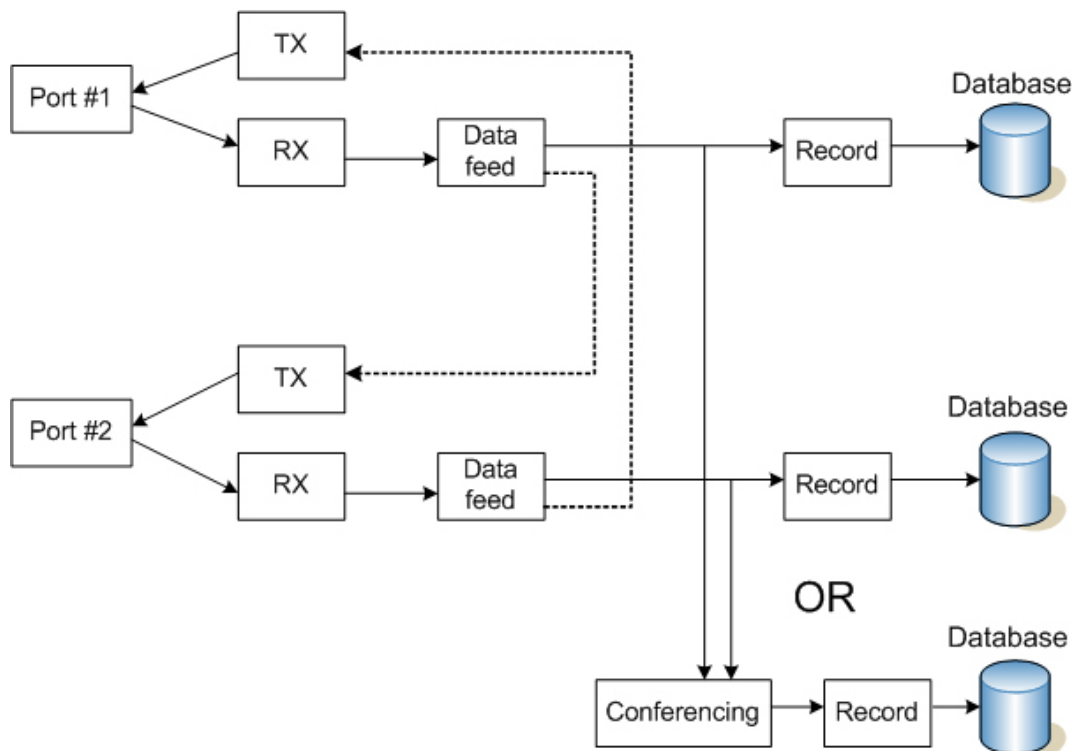 TX
Port #1
RX
Data
feed
Record
Database
TX
Port #2
RX
Data
feed
Record
Database
OR
Conferencing
Record
Database